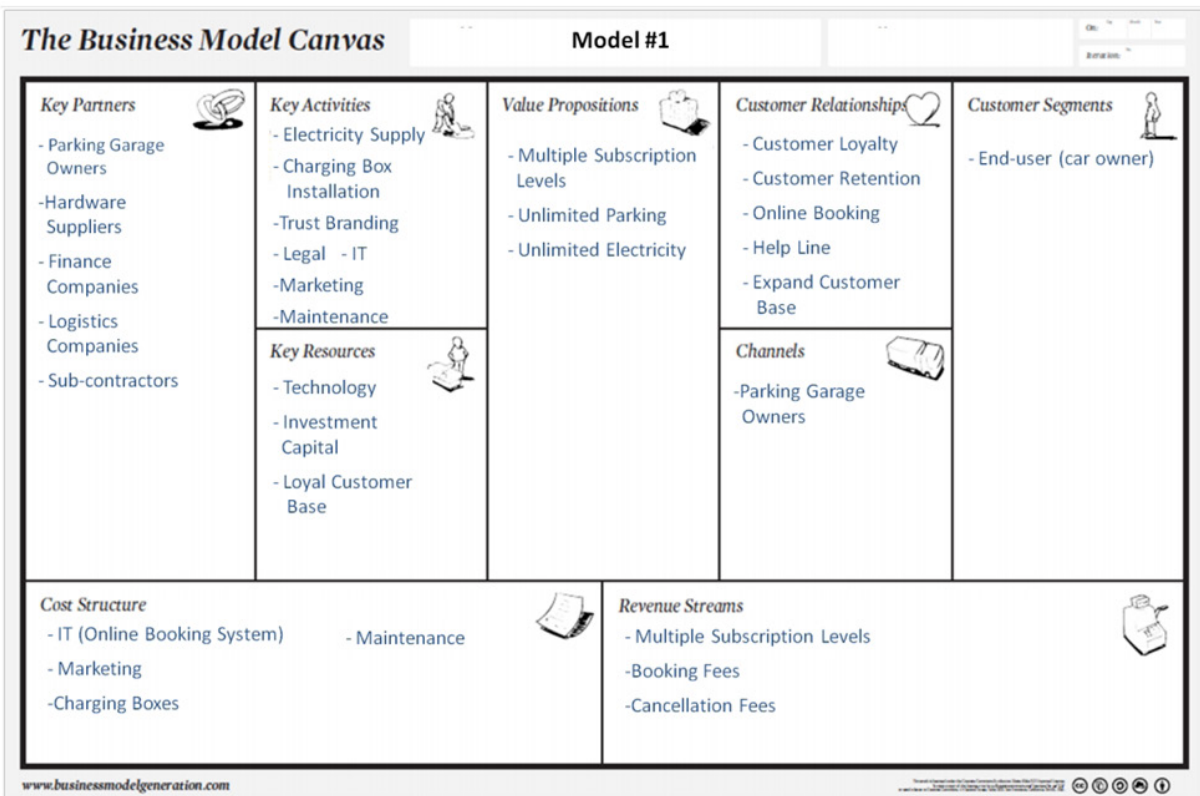 The Business Model Canvas
Model #1
On:
Iteration:
Key Partners
- Parking Garage
Owners
-Hardware
Suppliers
- Finance
Companies
- Logistics
Companies
- Sub-contractors
Key Activities
- Electricity Supply
- Charging Box
Installation
-Trust Branding
- Legal - IT
-Marketing
-Maintenance
Key Resources
- Technology
- Investment
Capital
- Loyal Customer
Base
Value Propositions
- Multiple Subscription
Levels
- Unlimited Parking
- Unlimited Electricity
Customer Relationships
- Customer Loyalty
- Customer Retention
- Online Booking
- Help Line
- Expand Customer
Base
Channels
-Parking Garage
Owners
Customer Segments
- End-user (car owner)
Cost Structure
- IT (Online Booking System)
- Marketing
-Charging Boxes
- Maintenance
Revenue Streams
- Multiple Subscription Levels
-Booking Fees
-Cancellation Fees
www.businessmodelgeneration.com